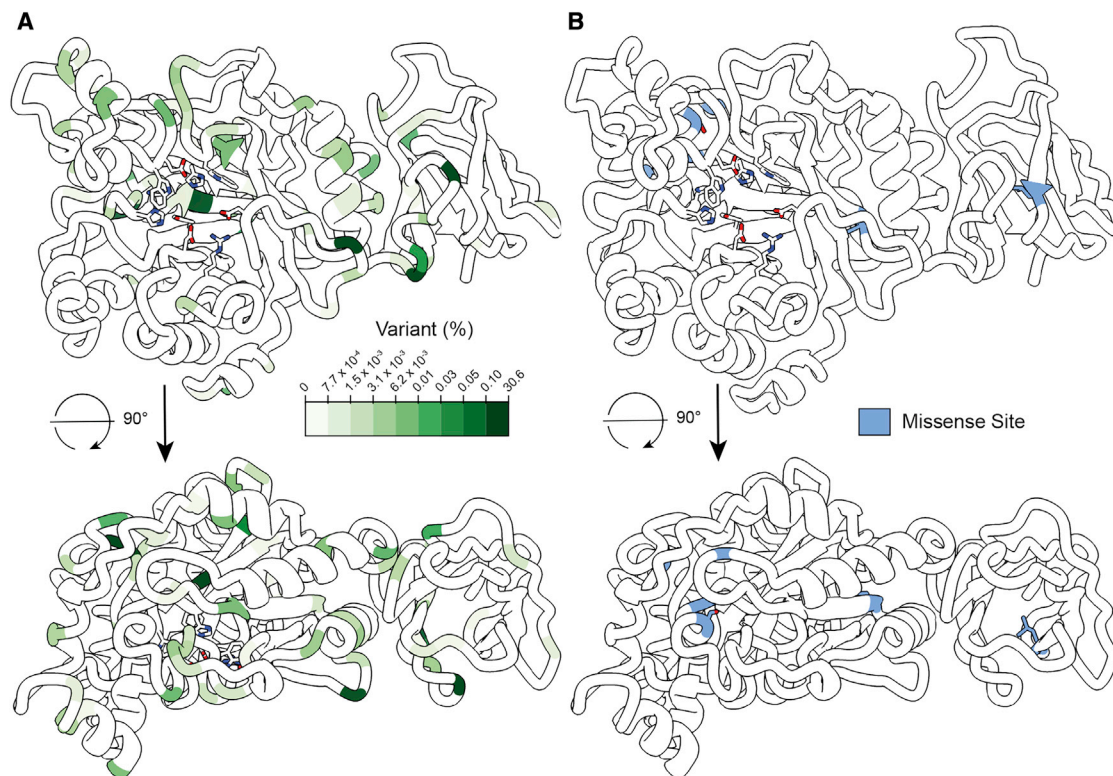 A
B
Variant (%)
0
7.7 X 10⁻⁴
1.5 X 10⁻³
3.1 X 10⁻³
6.2 X 10⁻³
0.01
0.03
0.05
0.10
30.6
90°
90°
Missense Site